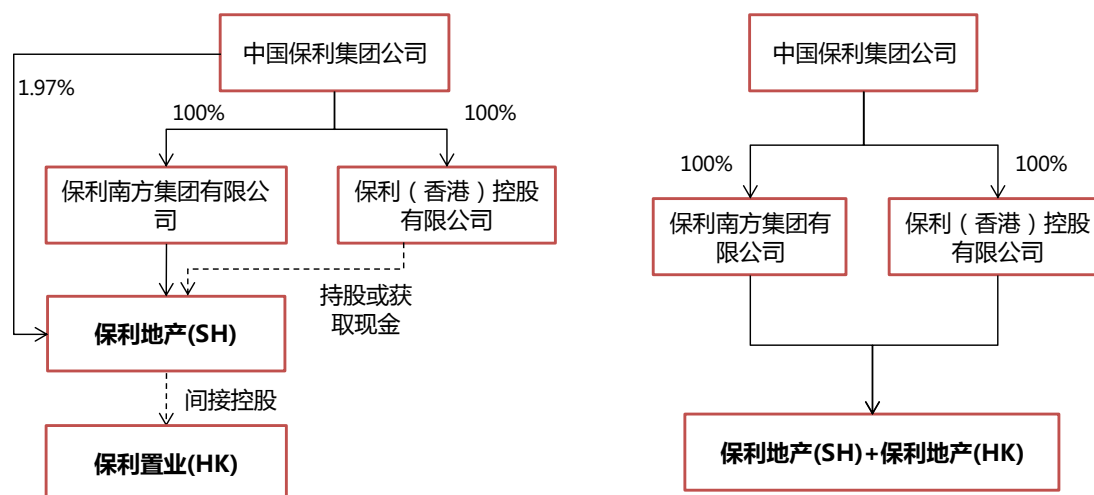 中国保利集团公司
1.97%
100%
100%
保利南方集团有限公
司
保利（香港）控股
有限公司
持股或获
取现金
保利地产(SH)
间接控股
保利置业(HK)
中国保利集团公司
100%
100%
保利南方集团有
限公司
保利（香港）控股
有限公司
保利地产(SH)+保利地产(HK)